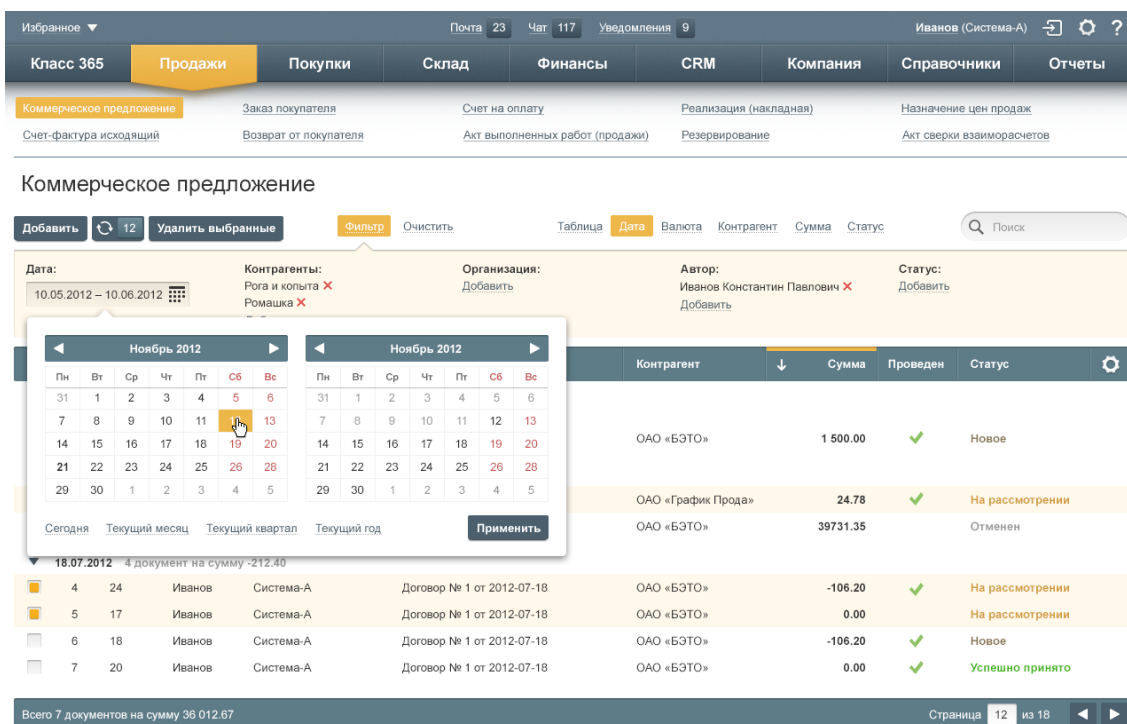 Избранное Почта 23 Чат 117 Уведомления 9 Иванов (Система-А) ?
Класс 365 Продажи Покупки Склад Финансы CRM Компания Справочники Отчеты
Коммерческое предложение Заказ покупателя Счет на оплату Реализация (накладная) Назначение цен продаж
Счет-фактура исходящий Возврат от покупателя Акт выполненных работ (продажи) Резервирование Акт сверки взаиморасчетов
Коммерческое предложение
Добавить 12 Удалить выбранные Фильтр Очистить Таблица Дата Валюта Контрагент Сумма Статус Поиск
Дата: Контрагенты: Организация: Автор: Статус:
10.05.2012 – 10.06.2012 Рога и копыта Добавить Иванов Константин Павлович Добавить
Ромашка Добавить
Ноябрь 2012 Ноябрь 2012 Контрагент Сумма Проведен Статус
Пн Вт Ср Чт Пт Сб Вс Пн Вт Ср Чт Пт Сб Вс
31 1 2 3 4 5 6 31 1 2 3 4 5 6
7 8 9 10 11 13 7 8 9 10 11 12 13
ОАО «БЭТО» 1 500.00 Новое
14 15 16 17 18 19 20 14 15 16 17 18 19 20
21 22 23 24 25 26 28 21 22 23 24 25 26 28
29 30 1 2 3 4 5 29 30 1 2 3 4 5
ОАО «График Прода» 24.78 На рассмотрении
Сегодня Текущий месяц Текущий квартал Текущий год Применить
ОАО «БЭТО» 39731.35 Отменен
18.07.2012 4 документ на сумму -212.40
4 24 Иванов Система-А Договор № 1 от 2012-07-18 ОАО «БЭТО» -106.20 На рассмотрении
5 17 Иванов Система-А Договор № 1 от 2012-07-18 ОАО «БЭТО» 0.00 На рассмотрении
6 18 Иванов Система-А Договор № 1 от 2012-07-18 ОАО «БЭТО» -106.20 Новое
7 20 Иванов Система-А Договор № 1 от 2012-07-18 ОАО «БЭТО» 0.00 Успешно принято
Всего 7 документов на сумму 36 012.67 Страница 12 из 18